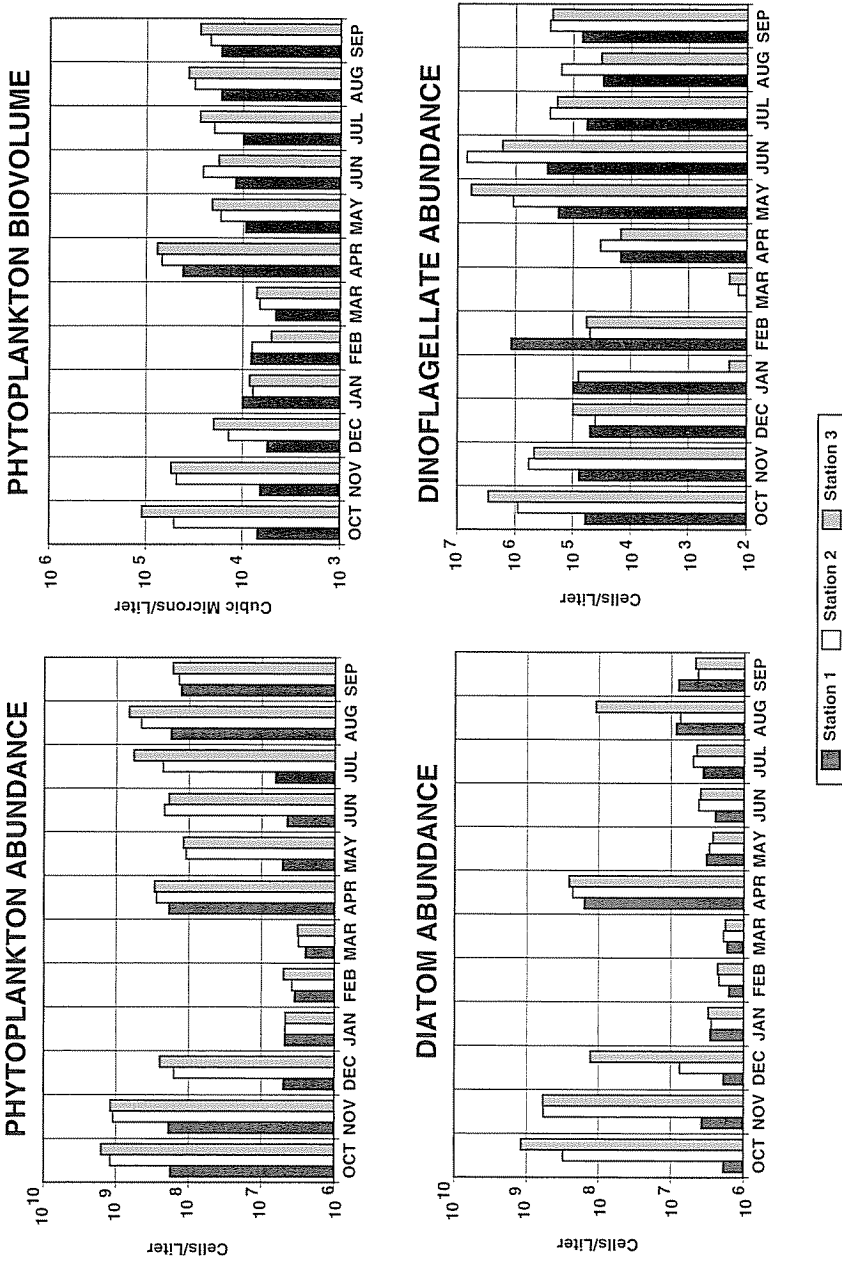 PHYTOPLANKTON ABUNDANCE
Cells/Liter
10 10
10 9
10 8
10 7
10 6
OCT NOV DEC JAN FEB MAR APR MAY JUN JUL AUG SEP
PHYTOPLANKTON BIOVOLUME
Cubic Microns/Liter
10 6
10 5
10 4
10 3
OCT NOV DEC JAN FEB MAR APR MAY JUN JUL AUG SEP
DIATOM ABUNDANCE
Cells/Liter
10 10
10 9
10 8
10 7
10 6
OCT NOV DEC JAN FEB MAR APR MAY JUN JUL AUG SEP
DINOFLAGELLATE ABUNDANCE
Cells/Liter
10 7
10 6
10 5
10 4
10 3
10 2
OCT NOV DEC JAN FEB MAR APR MAY JUN JUL AUG SEP
Station 1 Station 2 Station 3